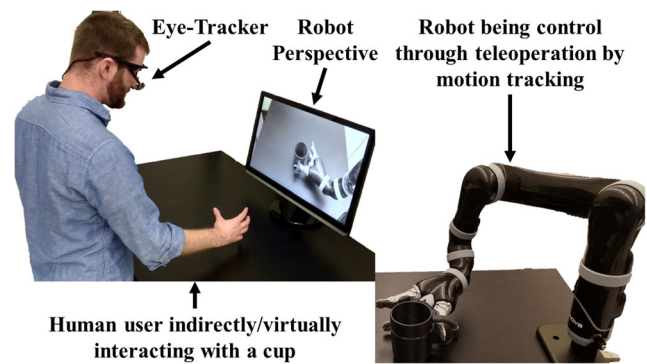 Eye-Tracker
Robot
Perspective
Robot being control
through teleoperation by
motion tracking
Human user indirectly/virtually
interacting with a cup